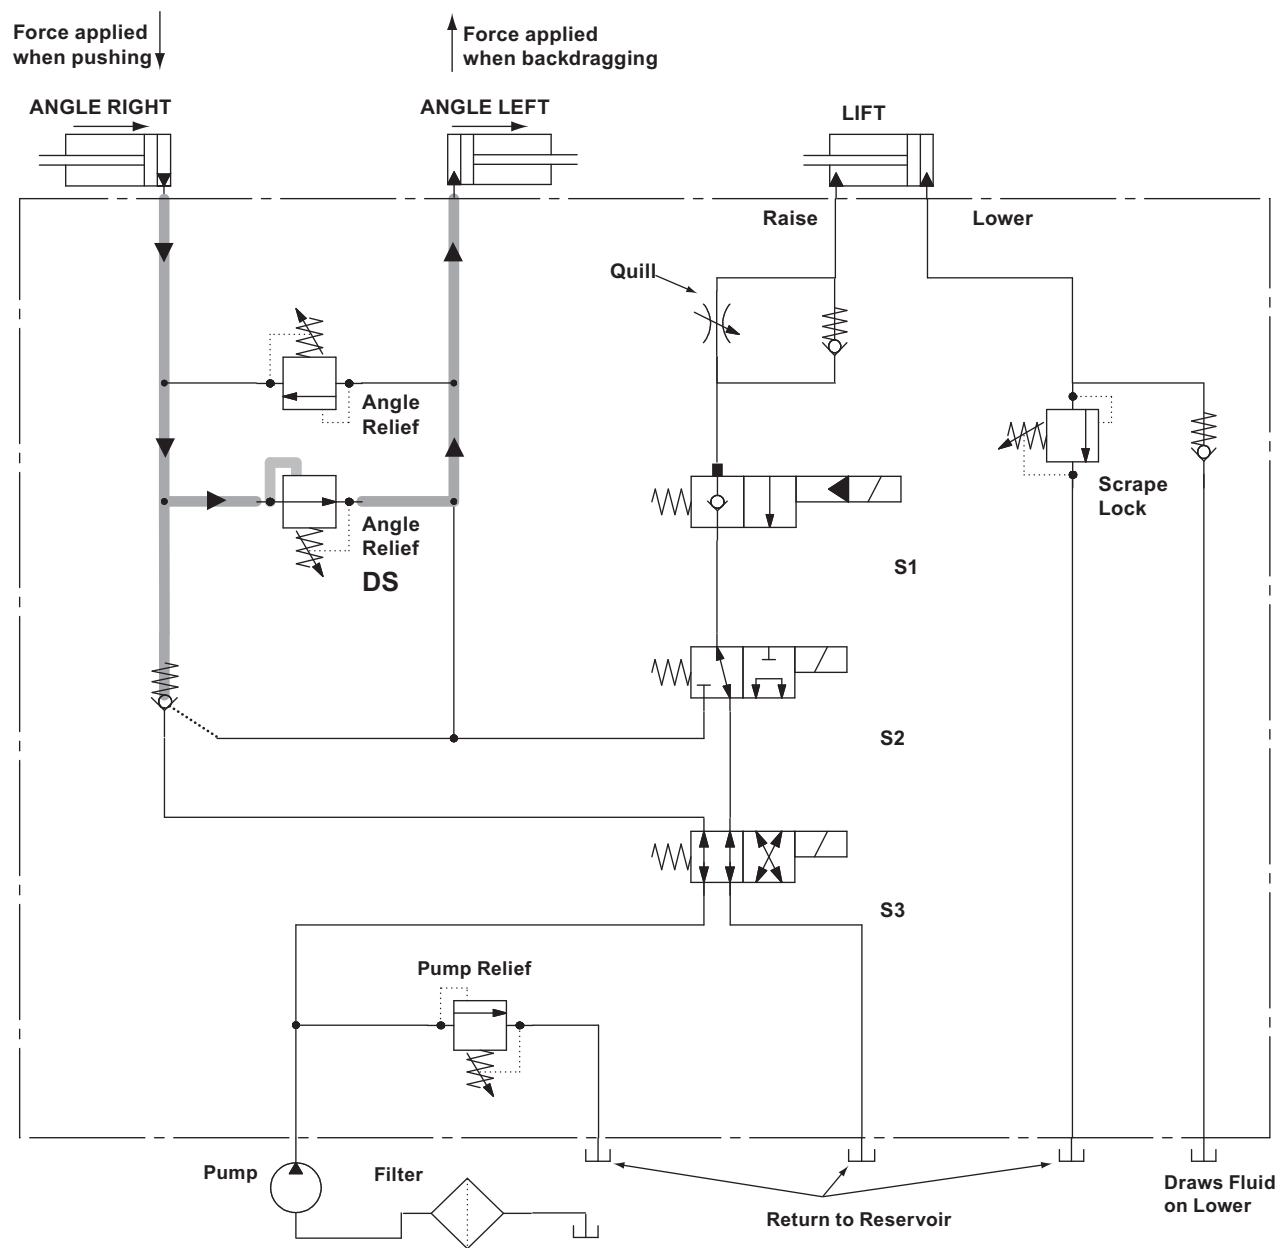 Force applied
when pushing
Force applied
when backdragging
ANGLE RIGHT
ANGLE LEFT
LIFT
Raise
Lower
Quill
Angle
Relief
Scrape
Lock
Angle
Relief
DS
S1
S2
S3
Pump Relief
Pump
Filter
Return to Reservoir
Draws Fluid
on Lower